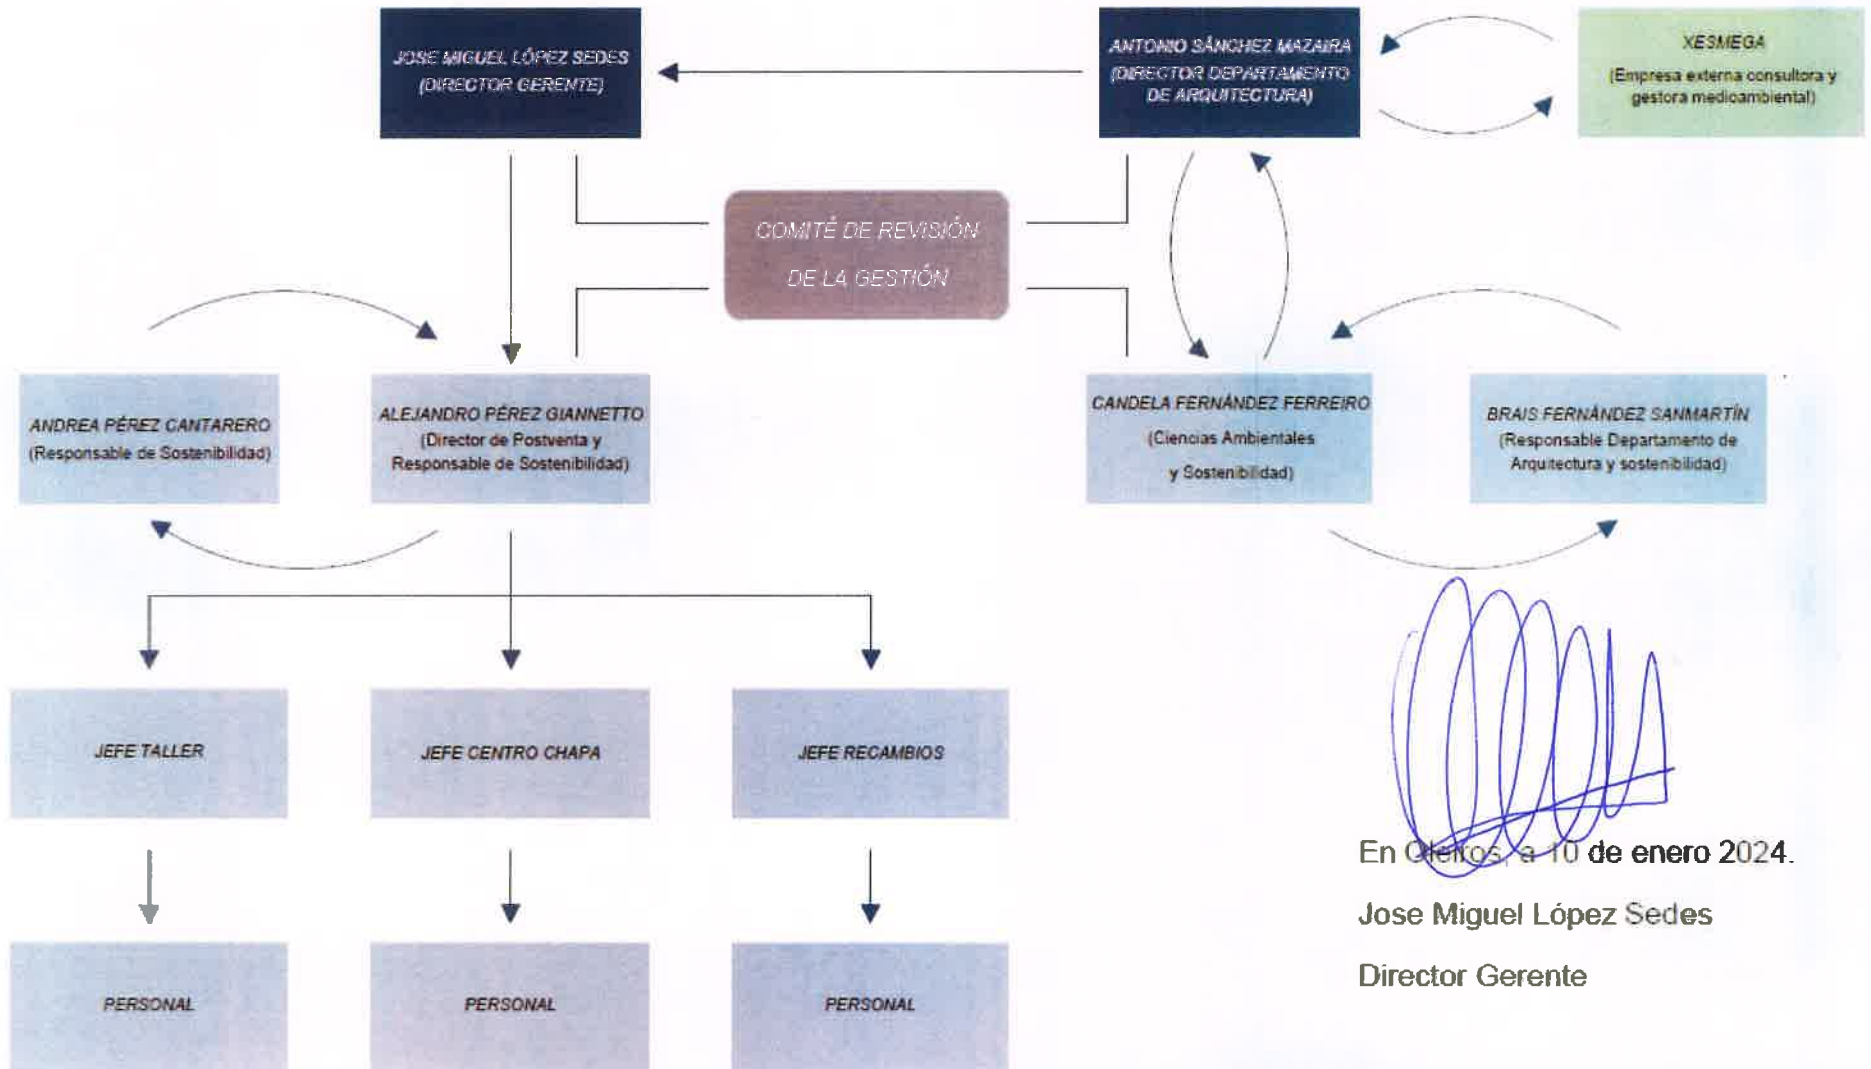 JOSE MIGUEL LÓPEZ SEDES
(DIRECTOR GERENTE)
ANTONIO SÁNCHEZ MAZAIRA
(DIRECTOR DEPARTAMENTO
DE ARQUITECTURA)
XESMEGA
(Empresa externa consultora y
gestora medioambiental)
COMITÉ DE REVISIÓN
DE LA GESTIÓN
ANDREA PÉREZ CANTARERO
(Responsable de Sostenibilidad)
ALEJANDRO PÉREZ GIANNETTO
(Director de Postventa y
Responsable de Sostenibilidad)
CANDELA FERNÁNDEZ FERREIRO
(Ciencias Ambientales
y Sostenibilidad)
BRAIS FERNÁNDEZ SANMARTÍN
(Responsable Departamento de
Arquitectura y sostenibilidad)
JEFE TALLER
JEFE CENTRO CHAPA
JEFE RECAMBIOS
PERSONAL
PERSONAL
PERSONAL
En Oleiros, a 10 de enero 2024.
Jose Miguel López Sedes
Director Gerente